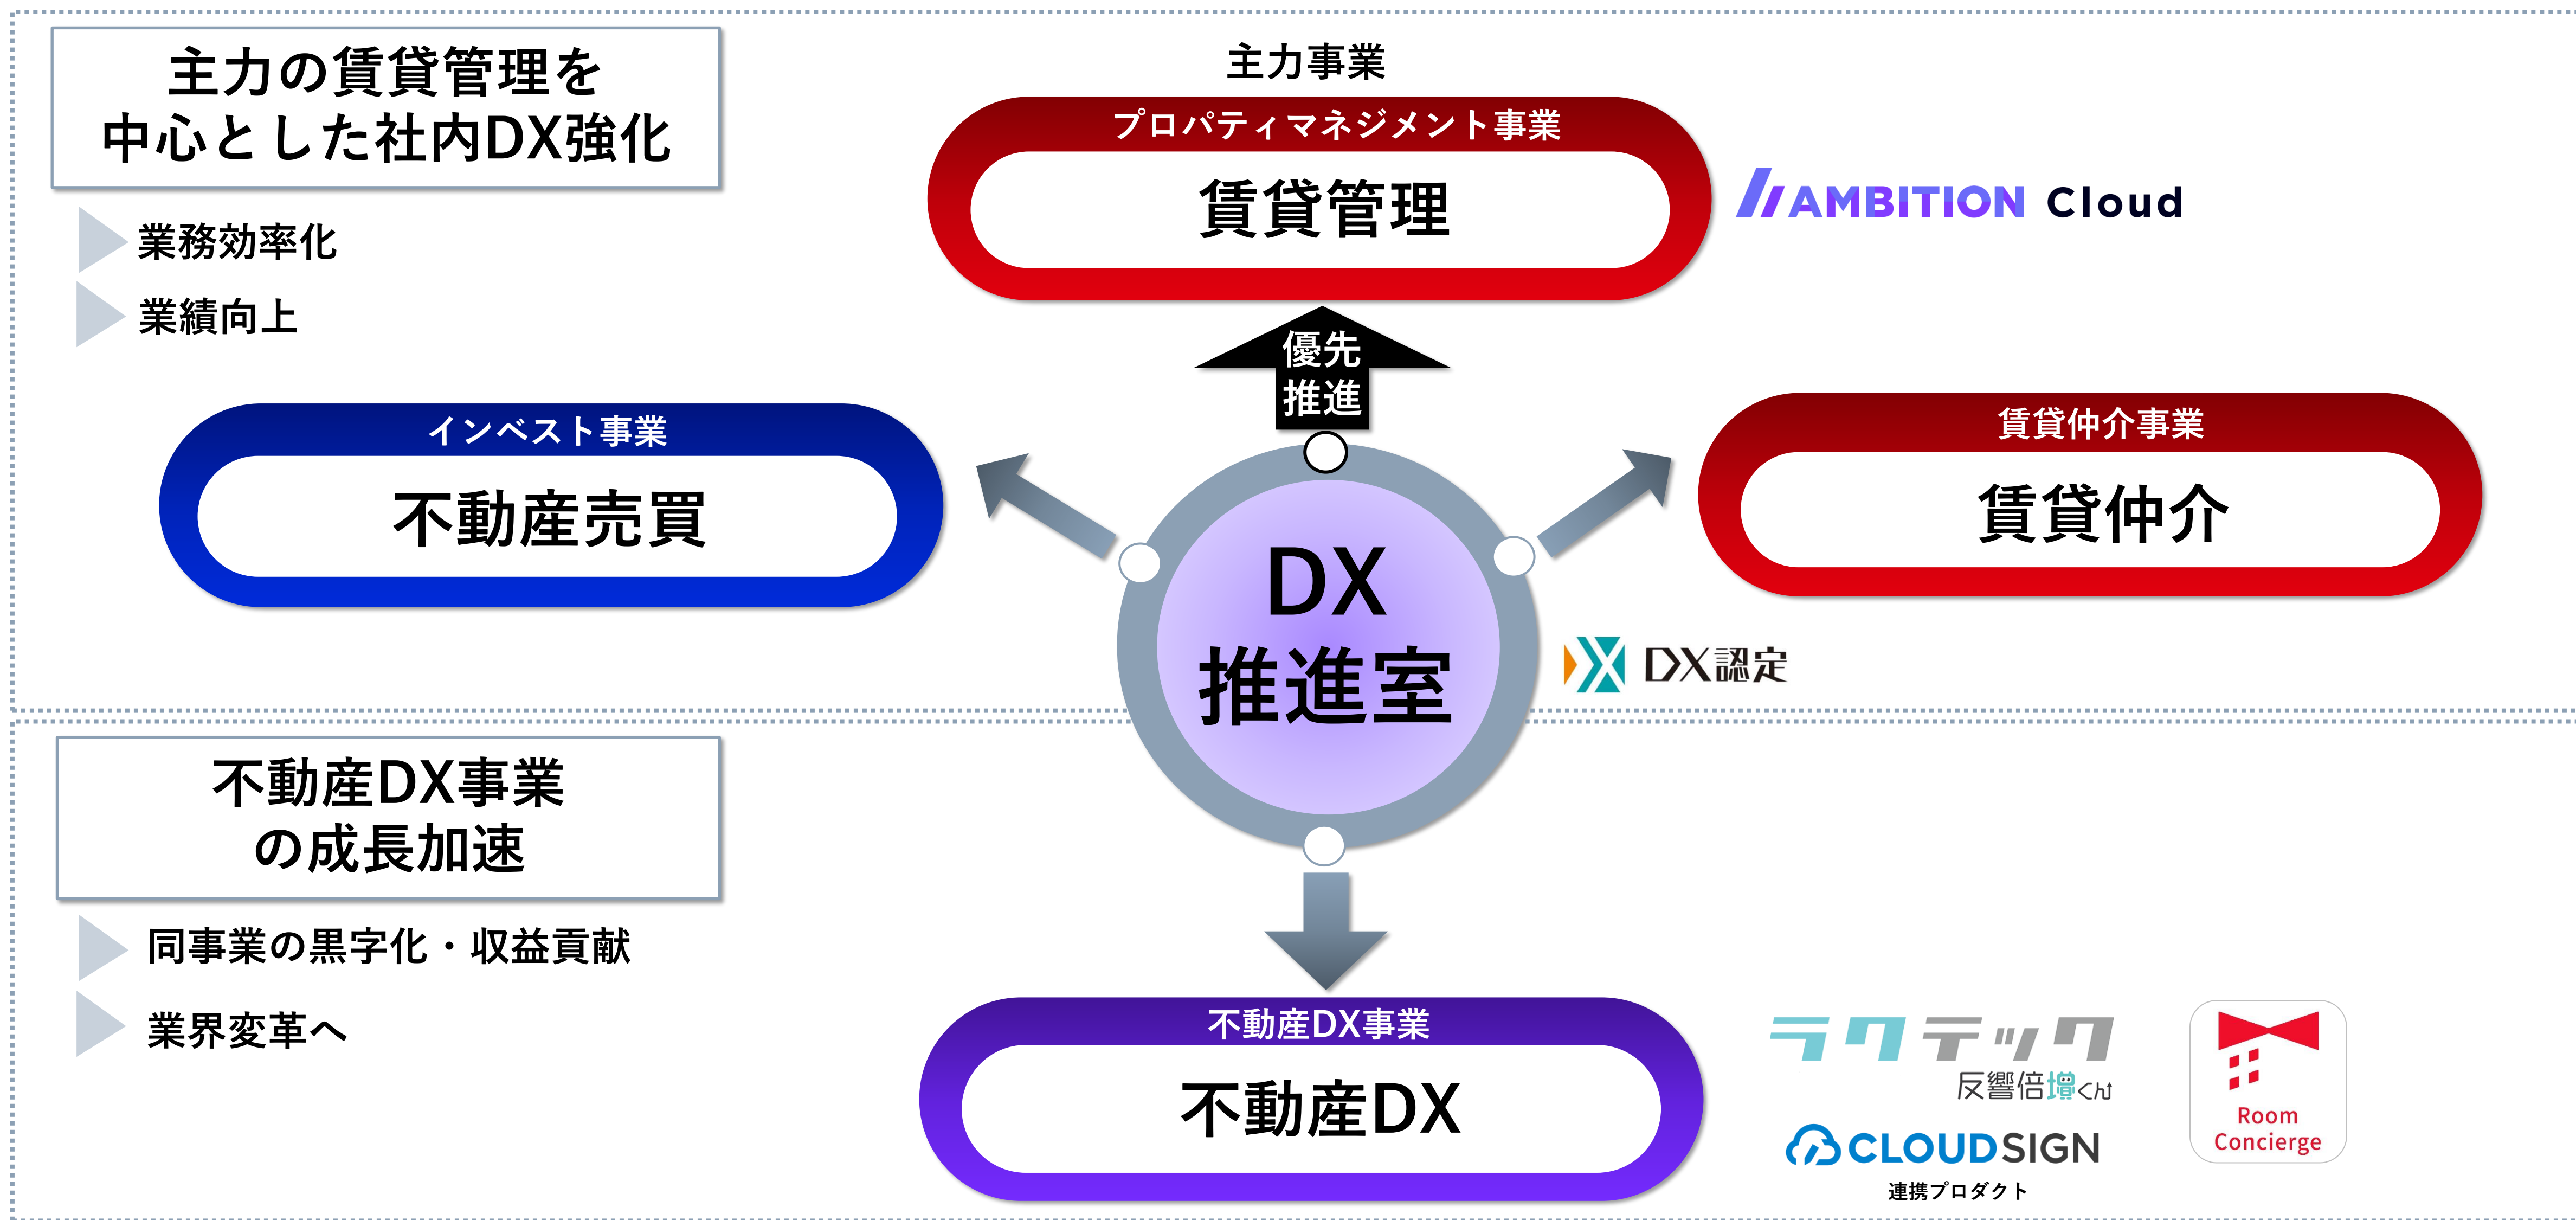 主力の賃貸管理を
中心とした社内DX強化
業務効率化
業績向上
主力事業
プロパティマネジメント事業
賃貸管理
AMBITION Cloud
優先
推進
インベスト事業
不動産売買
賃貸仲介事業
賃貸仲介
DX
推進室
DX認定
不動産DX事業
の成長加速
同事業の黒字化・収益貢献
業界変革へ
不動産DX事業
不動産DX
ラクテック
反響倍増くん
CLOUDSIGN
連携プロダクト
Room
Concierge